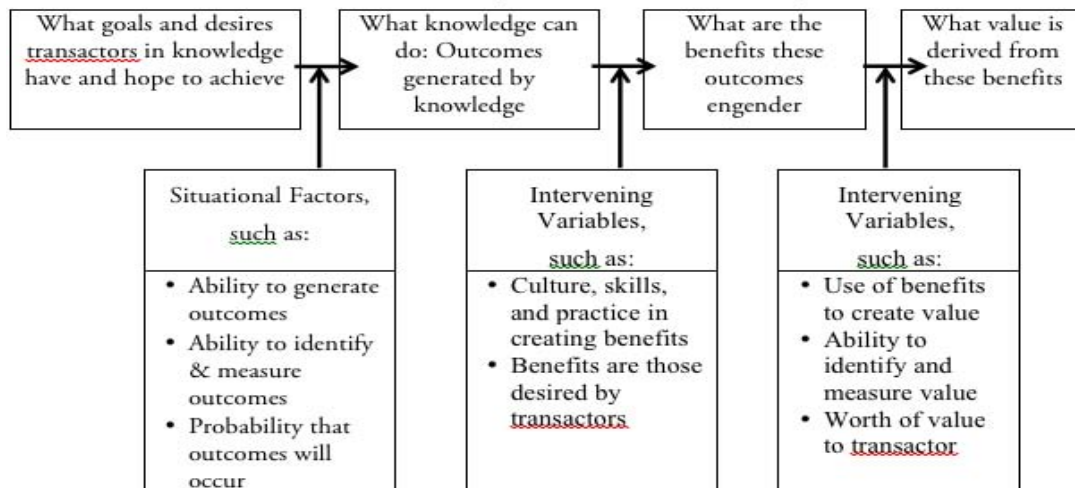 What goals and desires
transactors in knowledge
have and hope to achieve
What knowledge can
do: Outcomes
generated by
knowledge
What are the
benefits these
outcomes
engender
What value is
derived from
these benefits
Situational Factors,
such as:
• Ability to generate
outcomes
• Ability to identify
& measure
outcomes
• Probability that
outcomes will
occur
Intervening
Variables,
such as:
• Culture, skills,
and practice in
creating benefits
• Benefits are those
desired by
transactors
Intervening
Variables,
such as:
• Use of benefits
to create value
• Ability to
identify and
measure value
• Worth of value
to transactor